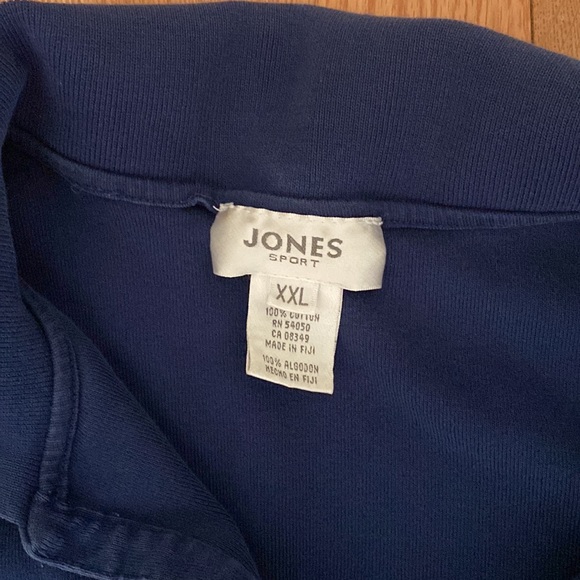 JONES
SPORT
XXL
100% COTTON
RN 54050
CA 08349
MADE IN FIJI
100% ALGODON
HECHO EN FIJI